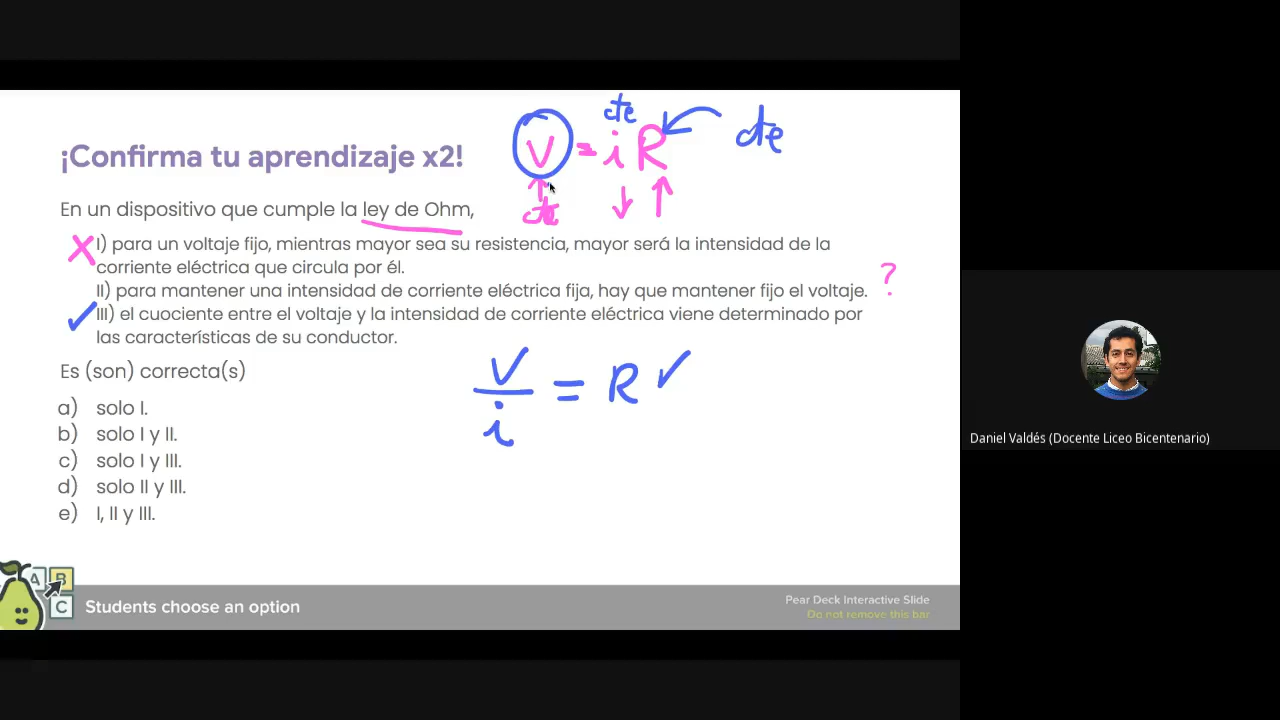 cte
V = i R
cte
cte
¡Confirma tu aprendizaje x2!
En un dispositivo que cumple la ley de Ohm,
I) para un voltaje fijo, mientras mayor sea su resistencia, mayor será la intensidad de la
corriente eléctrica que circula por él.
II) para mantener una intensidad de corriente eléctrica fija, hay que mantener fijo el voltaje. ?
III) el cuociente entre el voltaje y la intensidad de corriente eléctrica viene determinado por
las características de su conductor.
Es (son) correcta(s)
V
i
= R
a) solo I.
b) solo I y II.
c) solo I y III.
d) solo II y III.
e) I, II y III.
A B
C
Students choose an option
Pear Deck Interactive Slide
Do not remove this bar
Daniel Valdés (Docente Liceo Bicentenario)